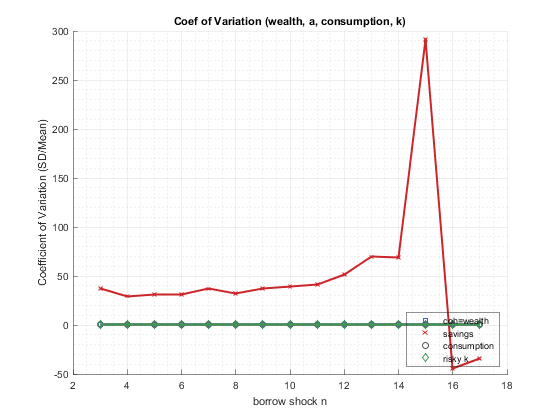 Coef of Variation (wealth, a, consumption, k)
Coefficient of Variation (SD/Mean)
300
250
200
150
100
50
0
-50
2
4
6
8
10
12
14
16
18
borrow shock n
coh=wealth
savings
consumption
risky k